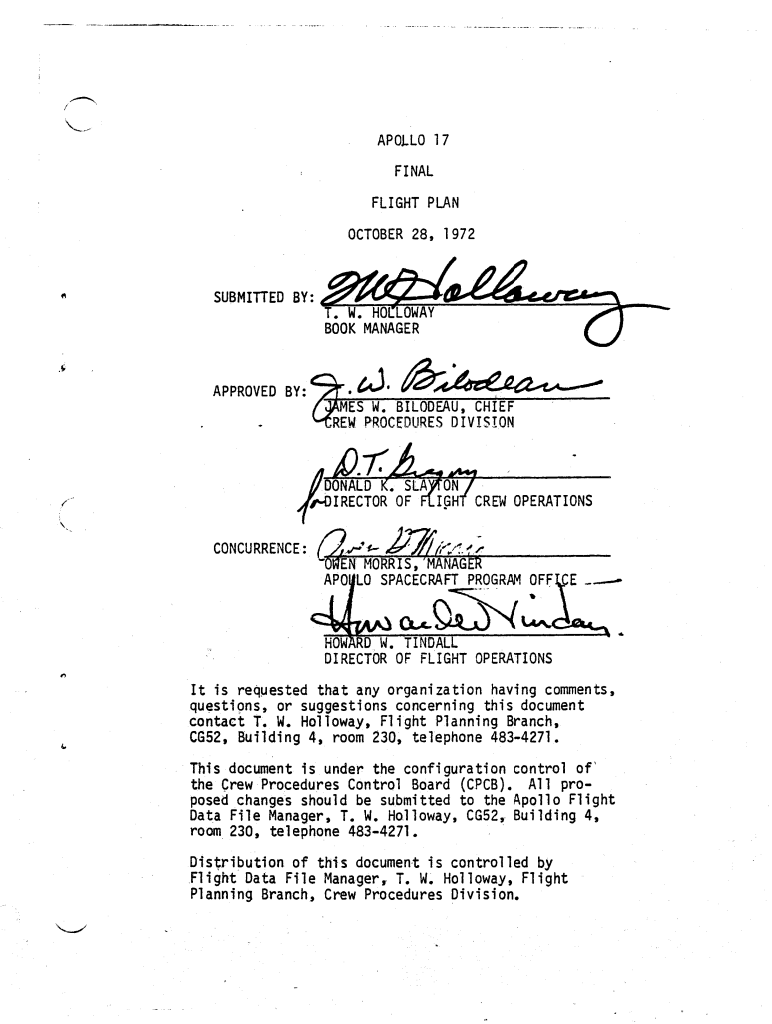 APOLLO 17
FINAL
FLIGHT PLAN
OCTOBER 28, 1972
SUBMITTED BY: TW Holloway
T. W. HOLLOWAY
BOOK MANAGER
APPROVED BY: J. W. Bilodeau
JAMES W. BILODEAU, CHIEF
CREW PROCEDURES DIVISION
D.T. Gregory
DONALD K. SLAYTON
for DIRECTOR OF FLIGHT CREW OPERATIONS
CONCURRENCE: Owen G Morris
OWEN MORRIS, MANAGER
APOLLO SPACECRAFT PROGRAM OFFICE
Howard W Tindall
HOWARD W. TINDALL
DIRECTOR OF FLIGHT OPERATIONS
It is requested that any organization having comments,
questions, or suggestions concerning this document
contact T. W. Holloway, Flight Planning Branch,
CG52, Building 4, room 230, telephone 483-4271.
This document is under the configuration control of
the Crew Procedures Control Board (CPCB). All pro-
posed changes should be submitted to the Apollo Flight
Data File Manager, T. W. Holloway, CG52, Building 4,
room 230, telephone 483-4271.
Distribution of this document is controlled by
Flight Data File Manager, T. W. Holloway, Flight
Planning Branch, Crew Procedures Division.